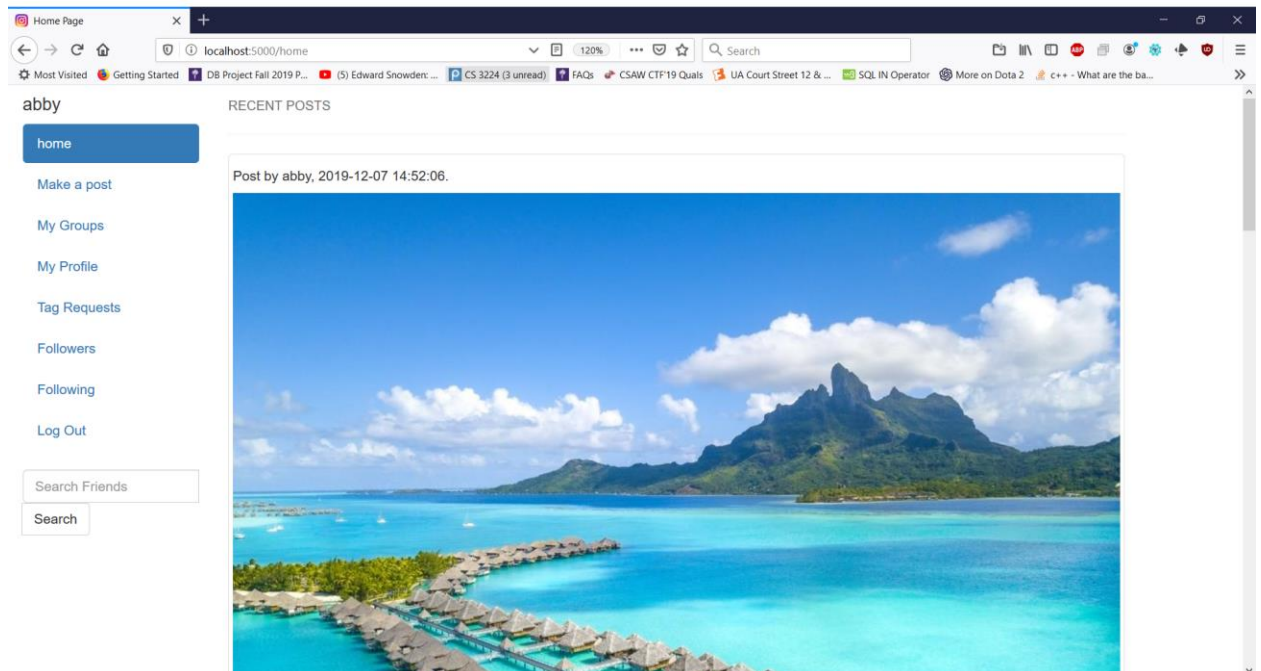 Home Page
localhost:5000/home
120%
Search
Most Visited
Getting Started
DB Project Fall 2019 P...
(5) Edward Snowden: ...
CS 3224 (3 unread)
FAQs
CSAW CTF'19 Quals
UA Court Street 12 & ...
SQL IN Operator
More on Dota 2
c++ - What are the ba...
abby
home
Make a post
My Groups
My Profile
Tag Requests
Followers
Following
Log Out
Search Friends
Search
RECENT POSTS
Post by abby, 2019-12-07 14:52:06.